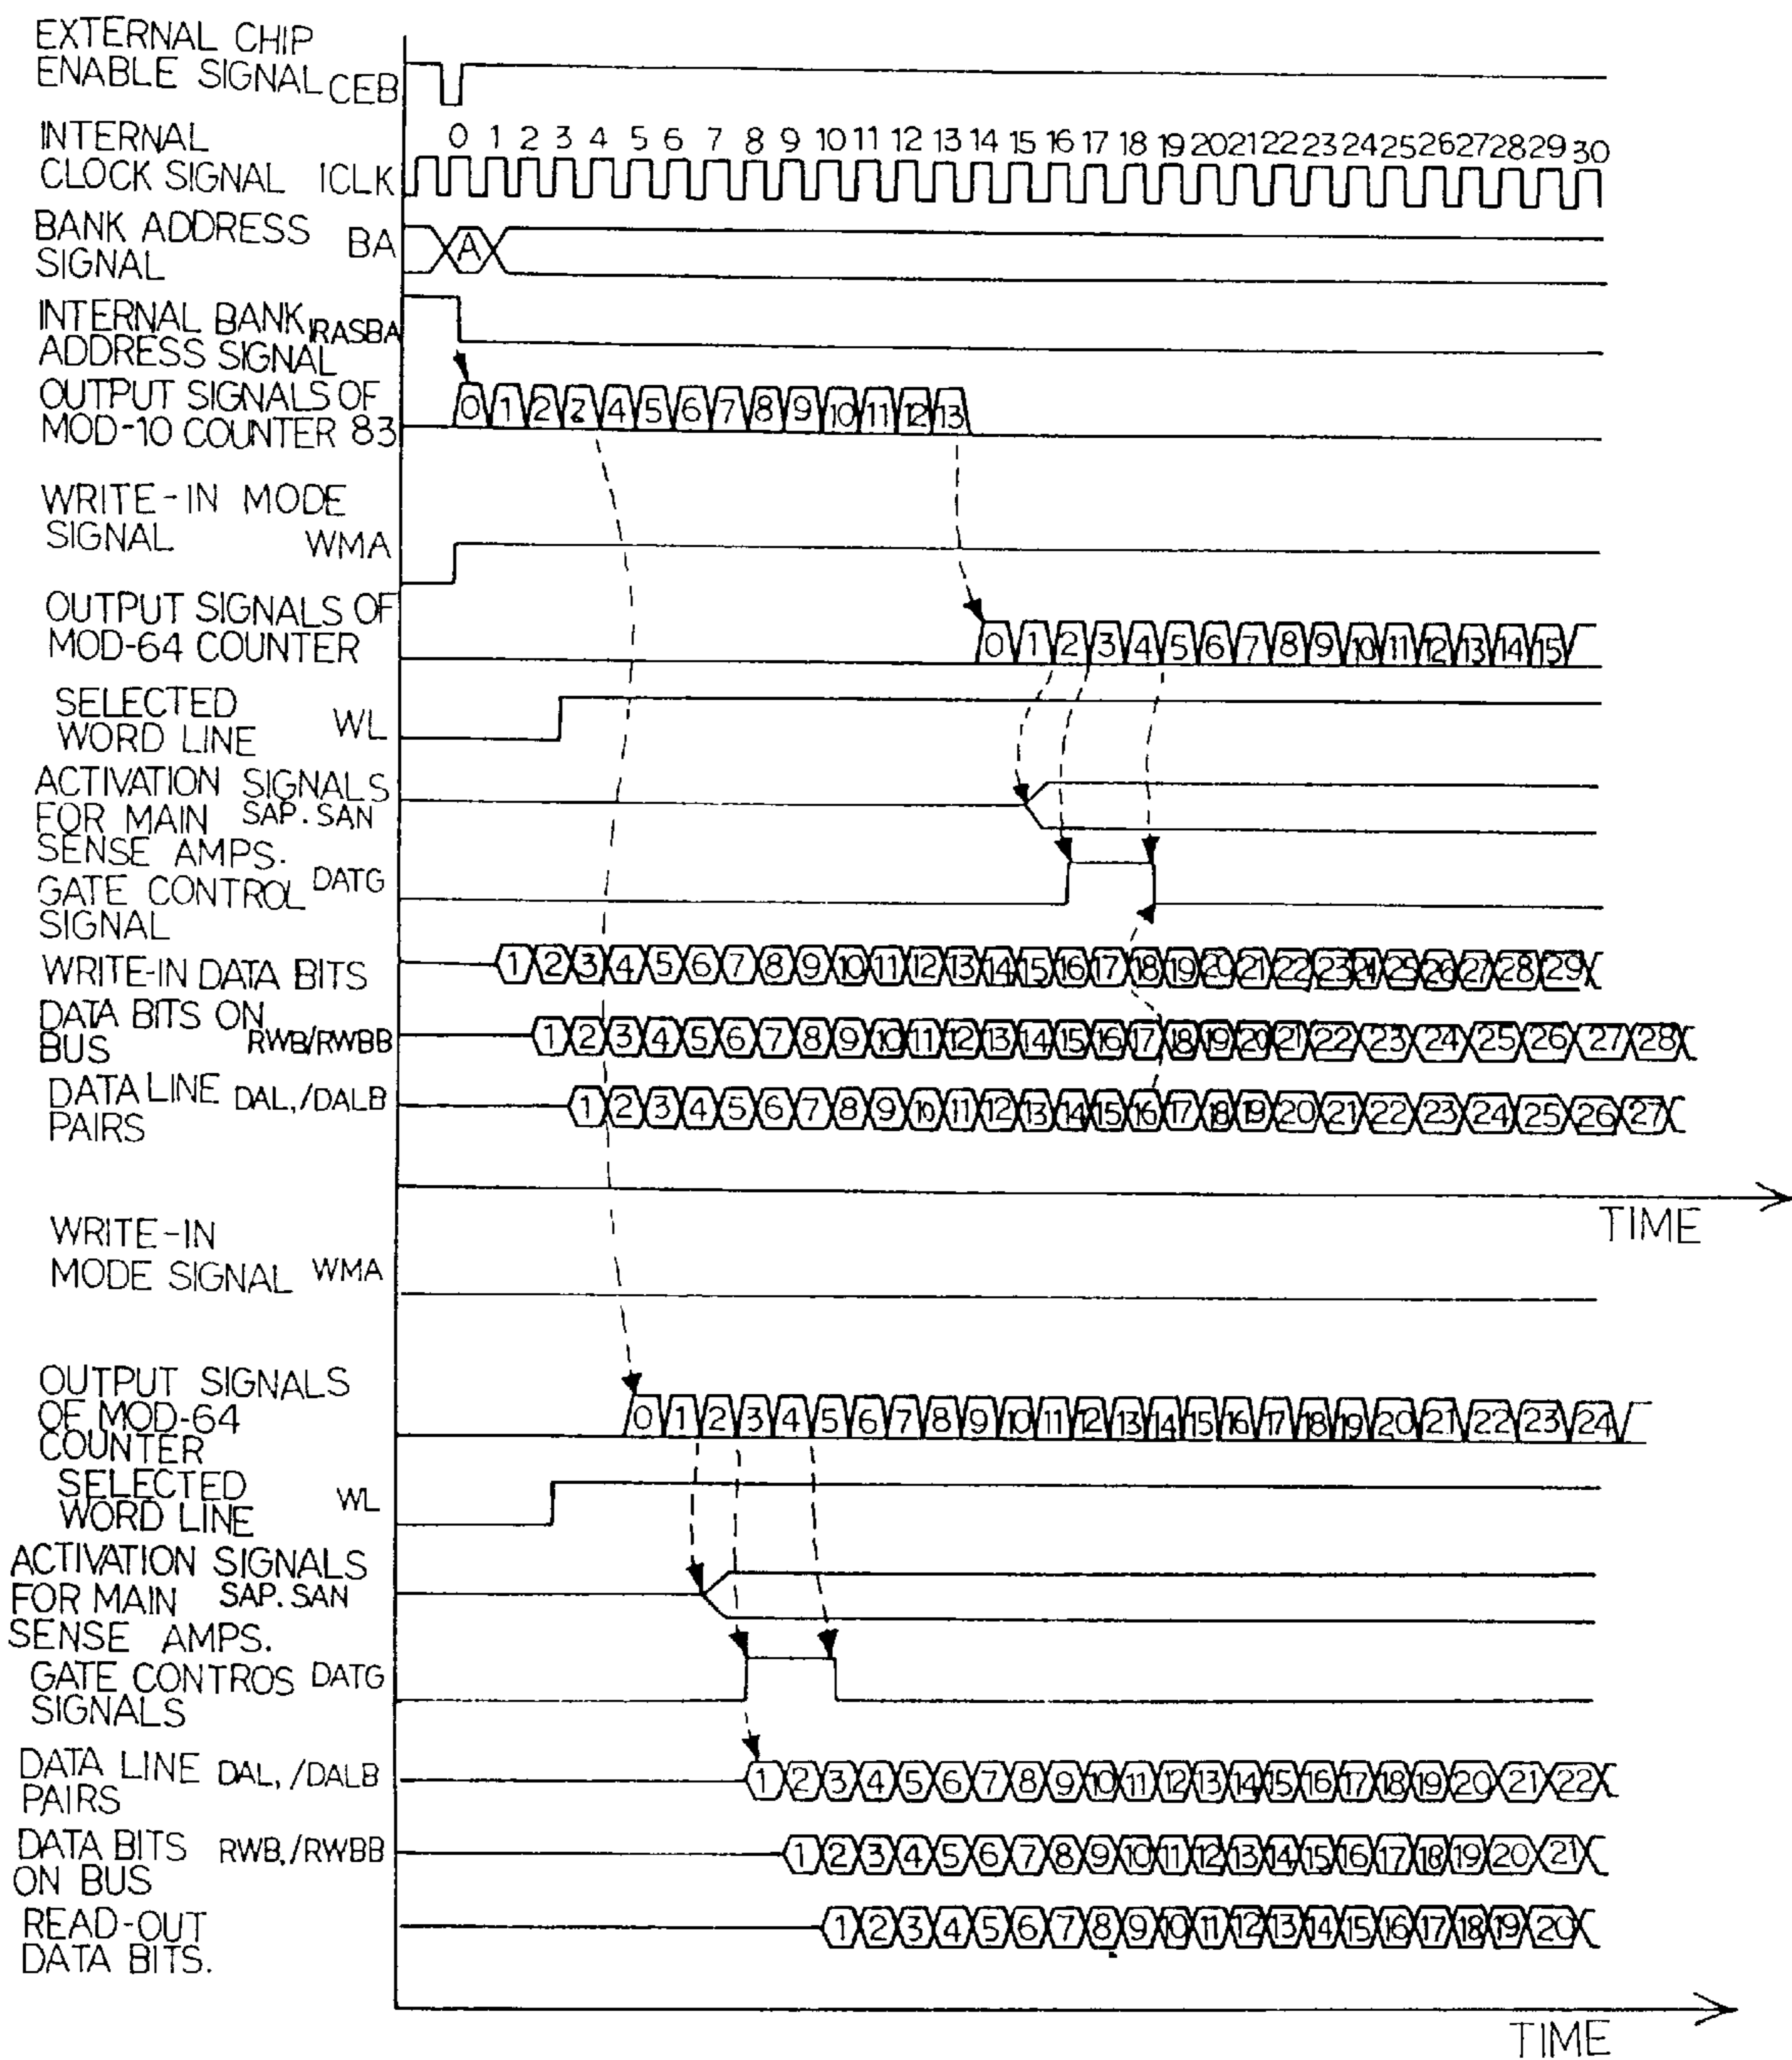 EXTERNAL CHIP
ENABLE SIGNAL CEB
INTERNAL 0 1 2 3 4 5 6 7 8 9 10 11 12 13 14 15 16 17 18 19 20 21 22 23 24 25 26 27 28 29 30
CLOCK SIGNAL ICLK
BANK ADDRESS BA A
SIGNAL
INTERNAL BANK IRASBA
ADDRESS SIGNAL
OUTPUT SIGNALS OF 0 1 2 2 4 5 6 7 8 9 10 11 12 13
MOD-10 COUNTER 83
WRITE-IN MODE
SIGNAL WMA
OUTPUT SIGNALS OF
MOD-64 COUNTER 0 1 2 3 4 5 6 7 8 9 10 11 12 13 14 15
SELECTED
WORD LINE WL
ACTIVATION SIGNALS
FOR MAIN SAP. SAN
SENSE AMPS.
GATE CONTROL DATG
SIGNAL
WRITE-IN DATA BITS 1 2 3 4 5 6 7 8 9 10 11 12 13 14 15 16 17 18 19 20 21 22 23 24 25 26 27 28 29
DATA BITS ON
BUS RWB/RWBB 1 2 3 4 5 6 7 8 9 10 11 12 13 14 15 16 17 18 19 20 21 22 23 24 25 26 27 28
DATA LINE DAL,/DALB 1 2 3 4 5 6 7 8 9 10 11 12 13 14 15 16 17 18 19 20 21 22 23 24 25 26 27
PAIRS
TIME
WRITE-IN
MODE SIGNAL WMA
OUTPUT SIGNALS
OF MOD-64 0 1 2 3 4 5 6 7 8 9 10 11 12 13 14 15 16 17 18 19 20 21 22 23 24
COUNTER
SELECTED
WORD LINE WL
ACTIVATION SIGNALS
FOR MAIN SAP. SAN
SENSE AMPS.
GATE CONTROS DATG
SIGNALS
DATA LINE DAL,/DALB 1 2 3 4 5 6 7 8 9 10 11 12 13 14 15 16 17 18 19 20 21 22
PAIRS
DATA BITS RWB,/RWBB 1 2 3 4 5 6 7 8 9 10 11 12 13 14 15 16 17 18 19 20 21
ON BUS
READ-OUT 1 2 3 4 5 6 7 8 9 10 11 12 13 14 15 16 17 18 19 20
DATA BITS.
TIME